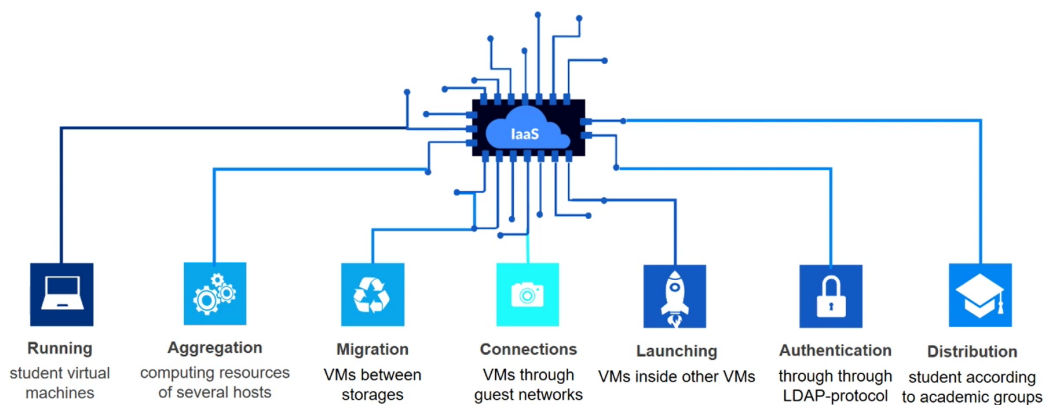 IaaS
Running
student virtual
machines
Aggregation
computing resources
of several hosts
Migration
VMs between
storages
Connections
VMs through
guest networks
Launching
VMs inside other VMs
Authentication
through through
LDAP-protocol
Distribution
student according
to academic groups